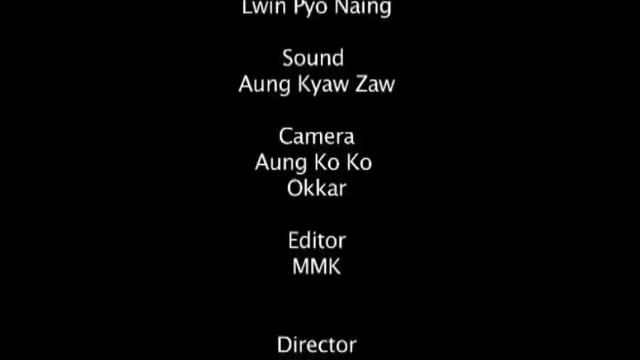 Lwin Pyo Naing
Sound
Aung Kyaw Zaw
Camera
Aung Ko Ko
Okkar
Editor
MMK
Director